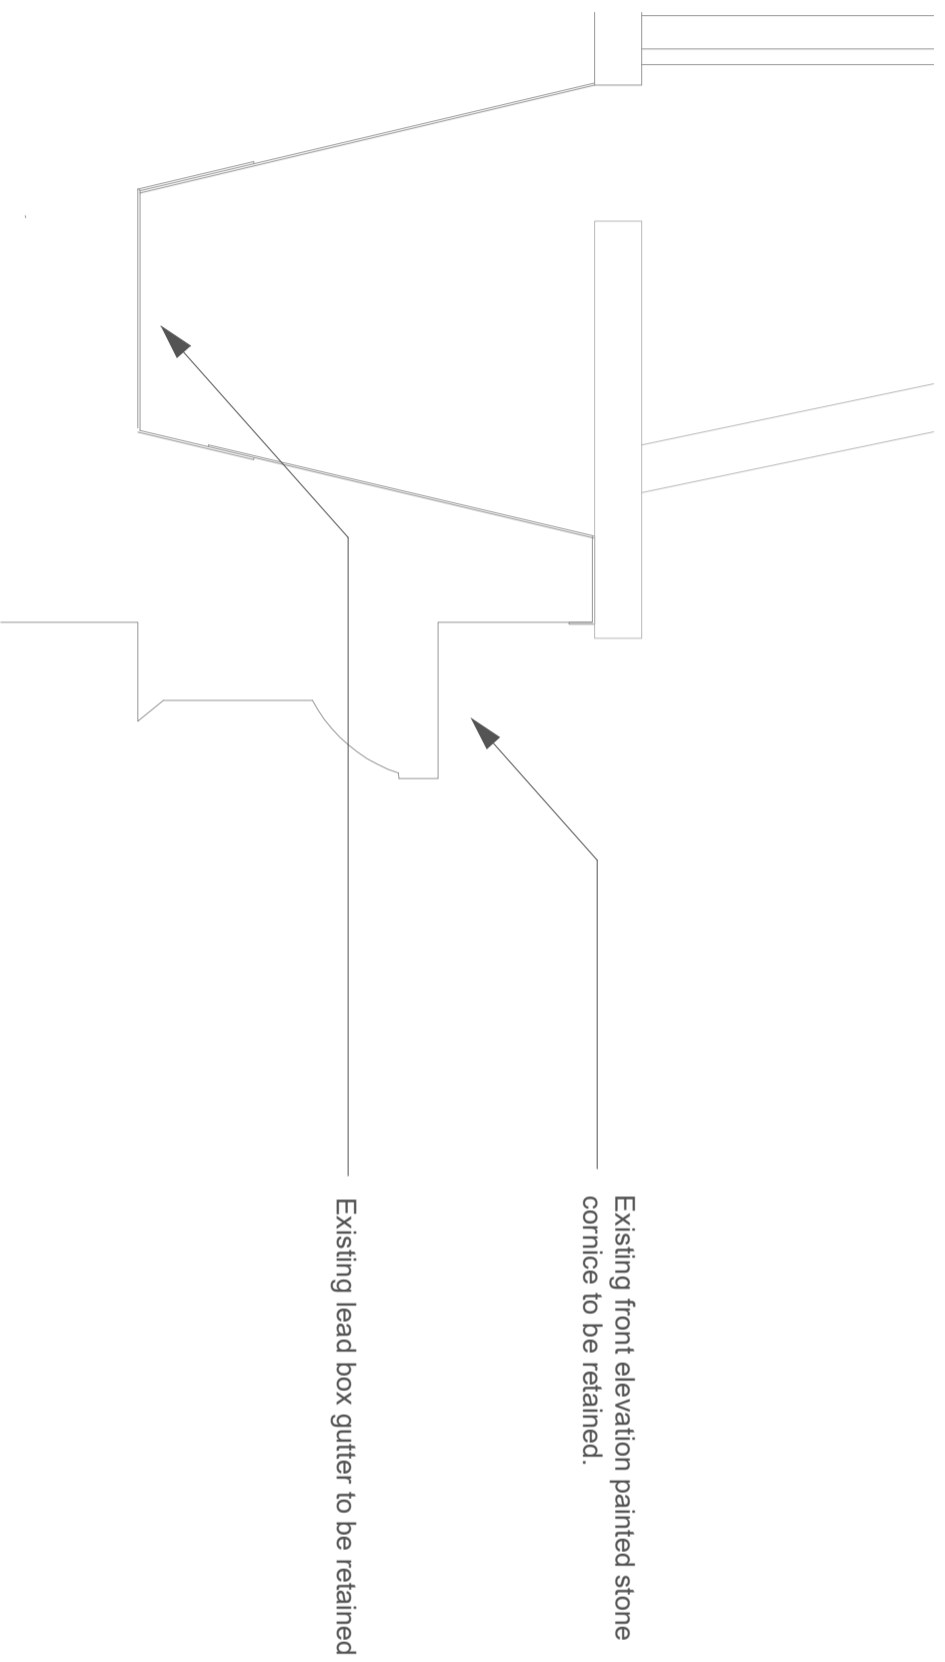 Existing front elevation painted stone
cornice to be retained.
Existing lead box gutter to be retained